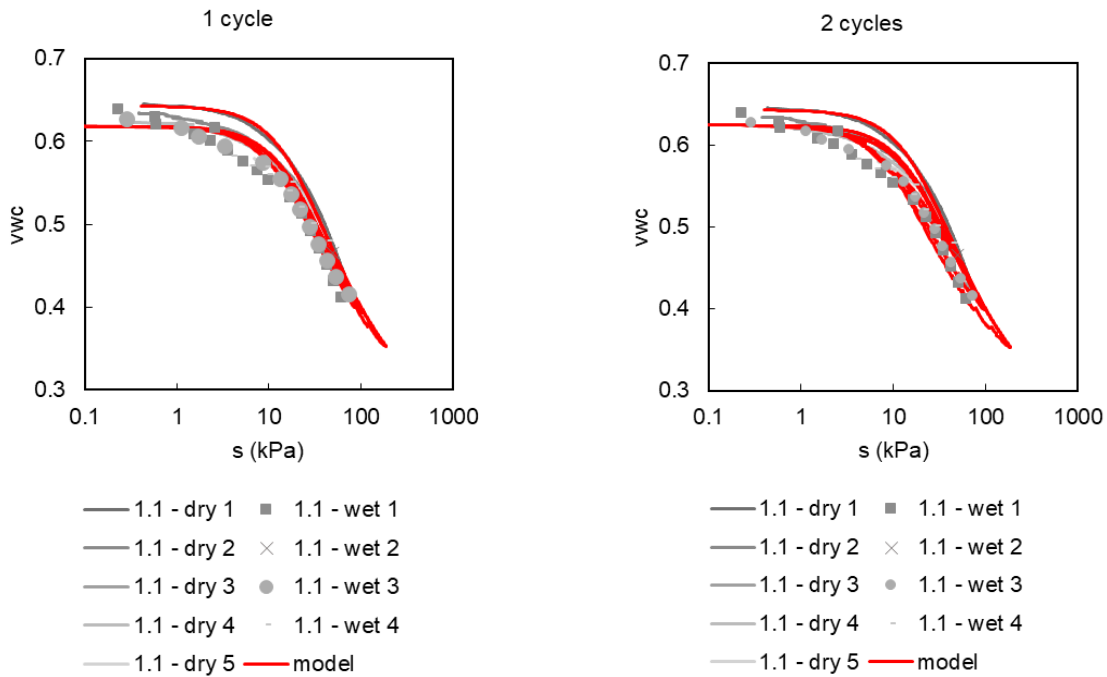 1 cycle
0.7
0.6
0.5
0.4
0.3
vwc
0.1 1 10 100 1000
s (kPa)
1.1 - dry 1 1.1 - wet 1
1.1 - dry 2 1.1 - wet 2
1.1 - dry 3 1.1 - wet 3
1.1 - dry 4 1.1 - wet 4
1.1 - dry 5 model
2 cycles
0.7
0.6
0.5
0.4
0.3
vwc
0.1 1 10 100 1000
s (kPa)
1.1 - dry 1 1.1 - wet 1
1.1 - dry 2 1.1 - wet 2
1.1 - dry 3 1.1 - wet 3
1.1 - dry 4 1.1 - wet 4
1.1 - dry 5 model